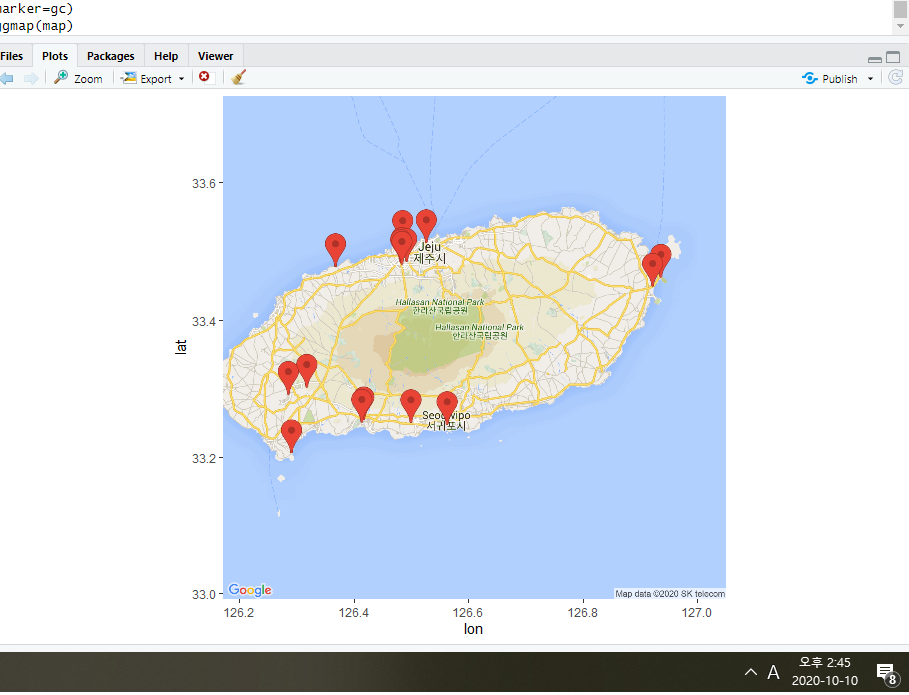 marker=gc)
ggmap(map)
Files Plots Packages Help Viewer
Zoom Export Publish
33.6
33.4
33.2
33.0
lat
Jeju
제주시
Hallasan National Park
한라산국립공원
Hallasan National Park
한라산국립공원
Seogwipo
서귀포시
Google
Map data ©2020 SK telecom
126.2 126.4 126.6 126.8 127.0
lon
A
오후 2:45
2020-10-10
8